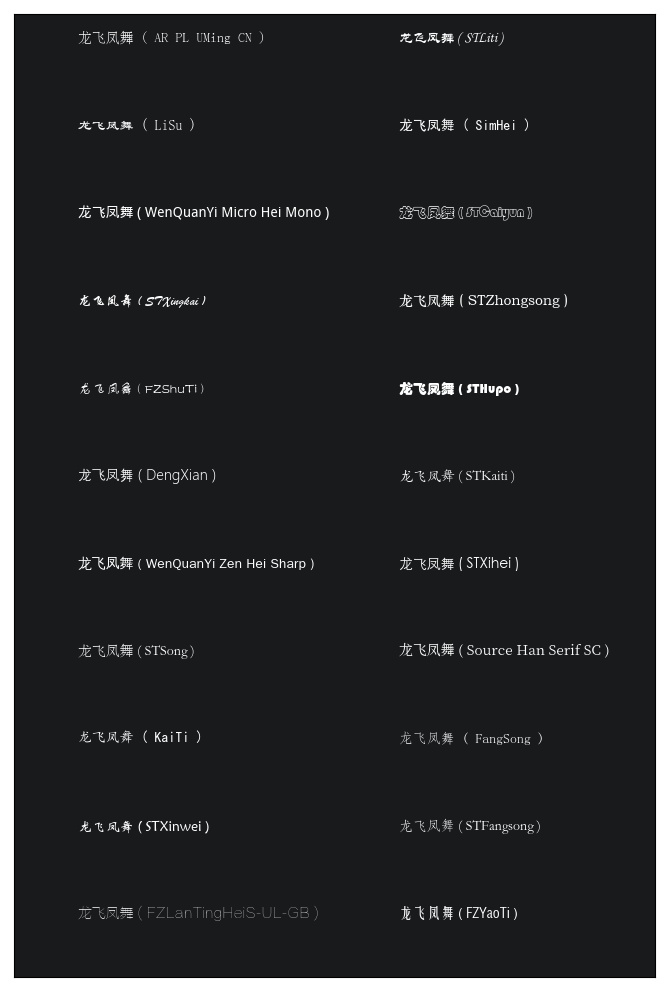 龙飞凤舞 ( AR PL UMing CN )
龙飞凤舞 ( STLiti )
龙飞凤舞 ( LiSu )
龙飞凤舞 ( SimHei )
龙飞凤舞 ( WenQuanYi Micro Hei Mono )
龙飞凤舞 ( STCaiyun )
龙飞凤舞 ( STXingkai )
龙飞凤舞 ( STZhongsong )
龙飞凤舞 ( FZShuTi )
龙飞凤舞 ( STHupo )
龙飞凤舞 ( DengXian )
龙飞凤舞 ( STKaiti )
龙飞凤舞 ( WenQuanYi Zen Hei Sharp )
龙飞凤舞 ( STXihei )
龙飞凤舞 ( STSong )
龙飞凤舞 ( Source Han Serif SC )
龙飞凤舞 ( KaiTi )
龙飞凤舞 ( FangSong )
龙飞凤舞 ( STXinwei )
龙飞凤舞 ( STFangsong )
龙飞凤舞 ( FZLanTingHeiS-UL-GB )
龙飞凤舞 ( FZYaoTi )